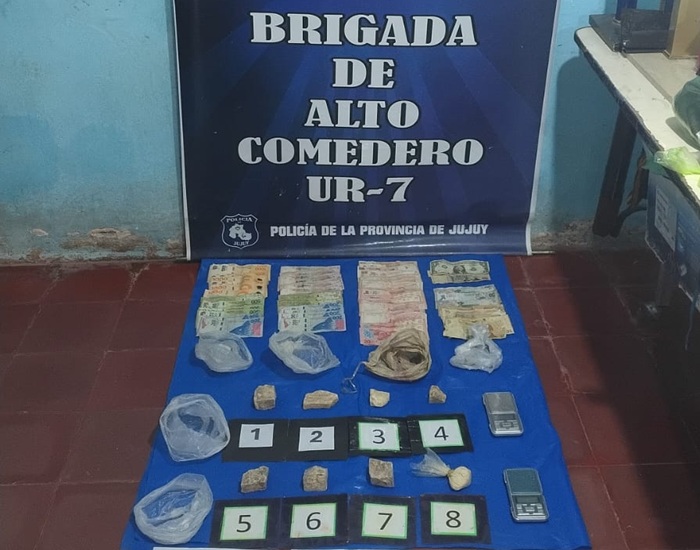 BRIGADA
DE
ALTO
COMEDERO
UR-7
POLICIA
JUJUY
POLICÍA DE LA PROVINCIA DE JUJUY
1 2 3 4
5 6 7 8